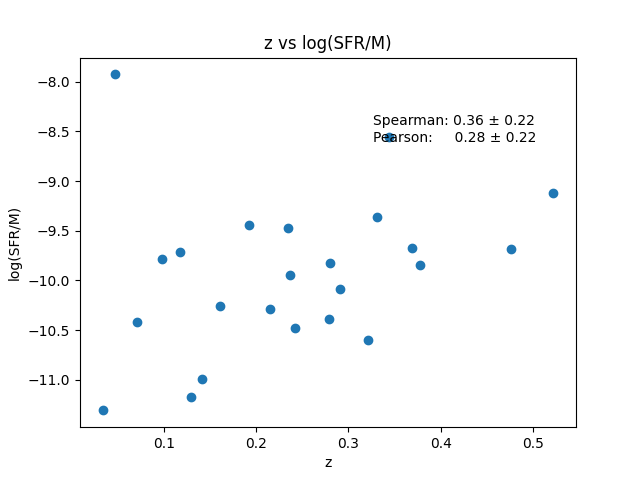 z vs log(SFR/M)
Spearman: 0.36 ± 0.22
Pearson: 0.28 ± 0.22
log(SFR/M)
−8.0
−8.5
−9.0
−9.5
−10.0
−10.5
−11.0
0.1 0.2 0.3 0.4 0.5
z